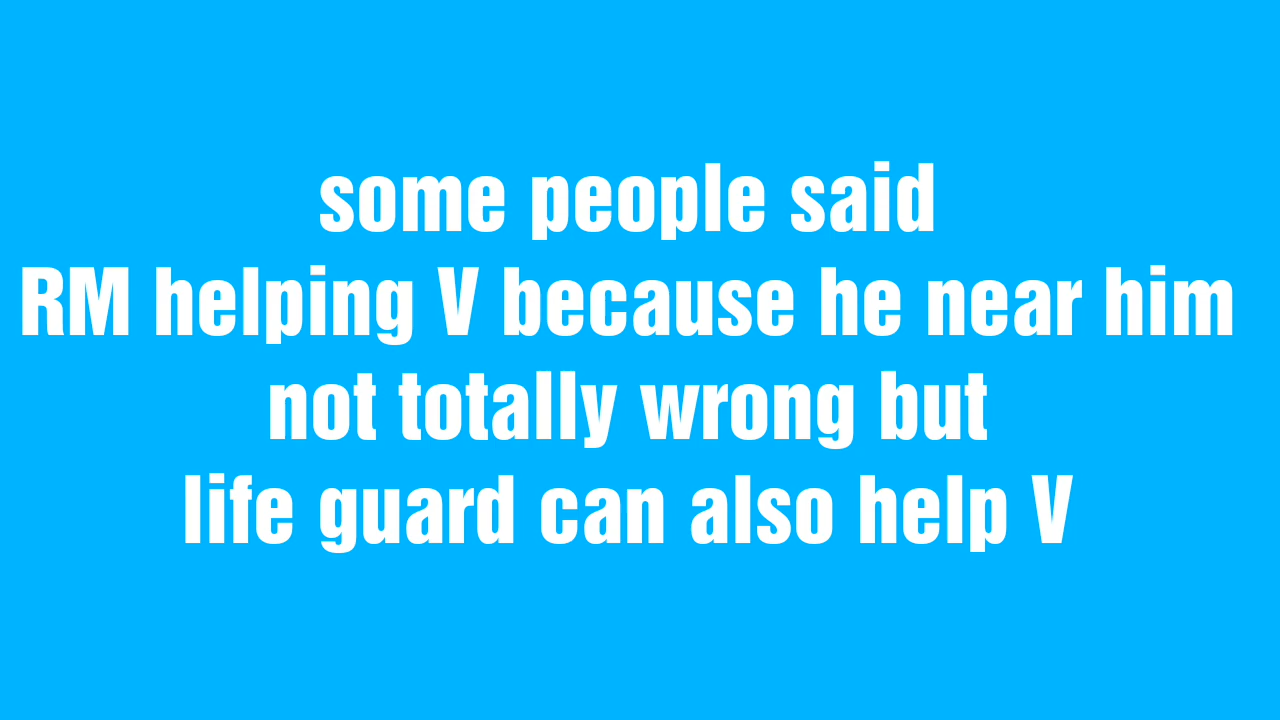 some people said
RM helping V because he near him
not totally wrong but
life guard can also help V